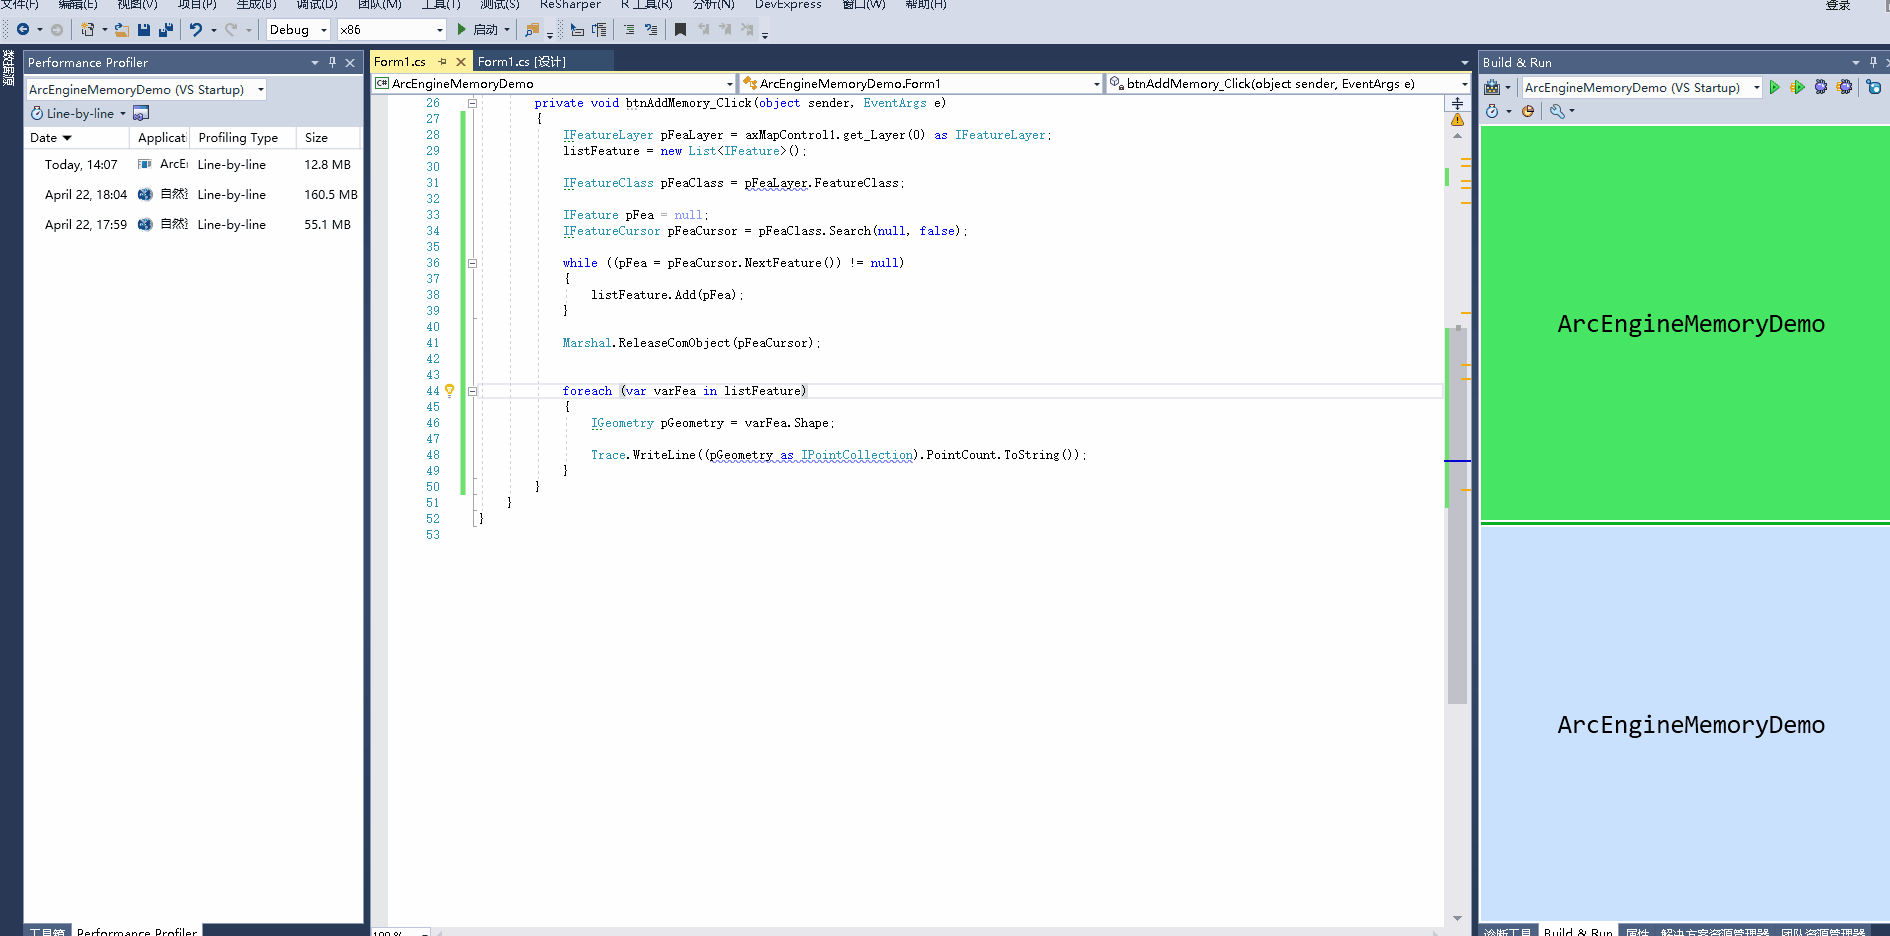 文件(F) 编辑(E) 视图(V) 项目(P) 生成(B) 调试(D) 团队(M) 工具(T) 测试(S) ReSharper R 工具(R) 分析(N) DevExpress 窗口(W) 帮助(H) 登录
Debug x86 启动
数据源
Performance Profiler
ArcEngineMemoryDemo (VS Startup)
Line-by-line
Date Applicati Profiling Type Size
Today, 14:07 ArcEi Line-by-line 12.8 MB
April 22, 18:04 自然 Line-by-line 160.5 MB
April 22, 17:59 自然 Line-by-line 55.1 MB
工具箱 Performance Profiler
Form1.cs Form1.cs [设计]
C# ArcEngineMemoryDemo ArcEngineMemoryDemo.Form1 btnAddMemory_Click(object sender, EventArgs e)
26 private void btnAddMemory_Click(object sender, EventArgs e)
27 {
28 IFeatureLayer pFeaLayer = axMapControl1.get_Layer(0) as IFeatureLayer;
29 listFeature = new List<IFeature>();
30
31 IFeatureClass pFeaClass = pFeaLayer.FeatureClass;
32
33 IFeature pFea = null;
34 IFeatureCursor pFeaCursor = pFeaClass.Search(null, false);
35
36 while ((pFea = pFeaCursor.NextFeature()) != null)
37 {
38 listFeature.Add(pFea);
39 }
40
41 Marshal.ReleaseComObject(pFeaCursor);
42
43
44 foreach (var varFea in listFeature)
45 {
46 IGeometry pGeometry = varFea.Shape;
47
48 Trace.WriteLine((pGeometry as IPointCollection).PointCount.ToString());
49 }
50 }
51 }
52 }
53
100 %
Build & Run
ArcEngineMemoryDemo (VS Startup)
ArcEngineMemoryDemo
ArcEngineMemoryDemo
诊断工具 Build & Run 属性 解决方案资源管理器 团队资源管理器